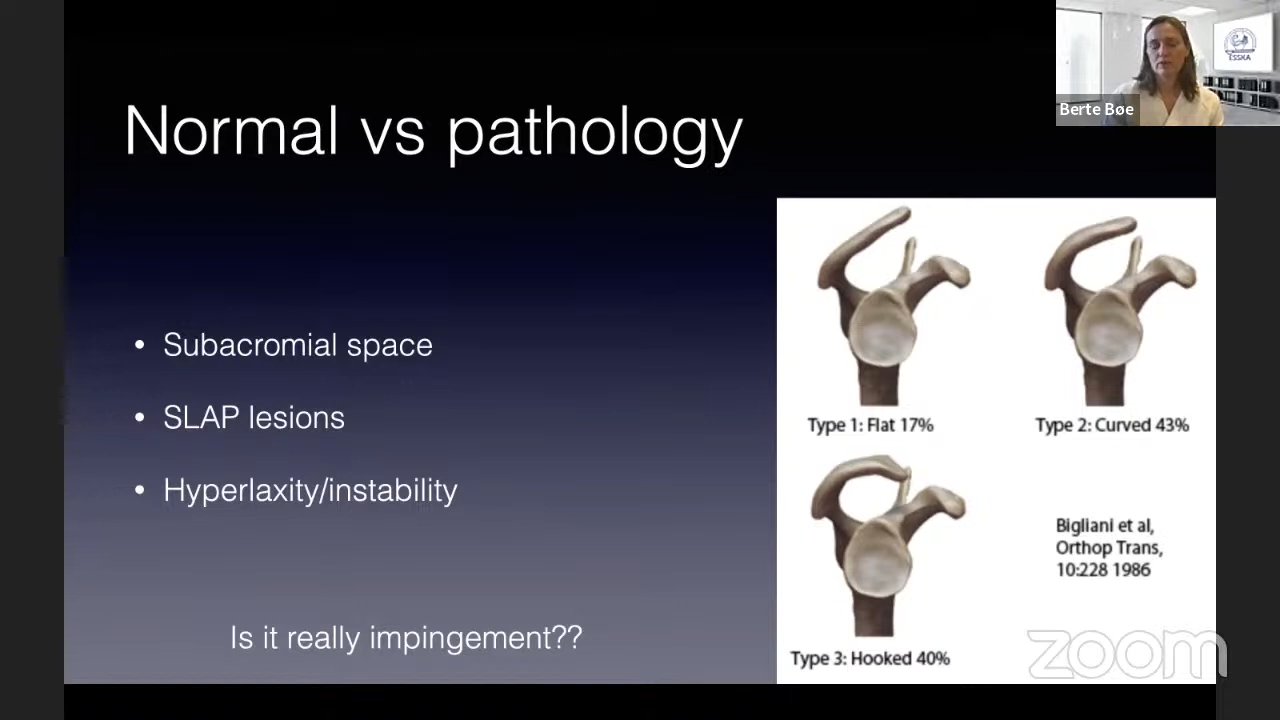 ESSKA
Berte Bøe
Normal vs pathology
• Subacromial space
• SLAP lesions
• Hyperlaxity/instability
Is it really impingement??
Type 1: Flat 17%
Type 2: Curved 43%
Type 3: Hooked 40%
Bigliani et al,
Orthop Trans,
10:228 1986
zoom